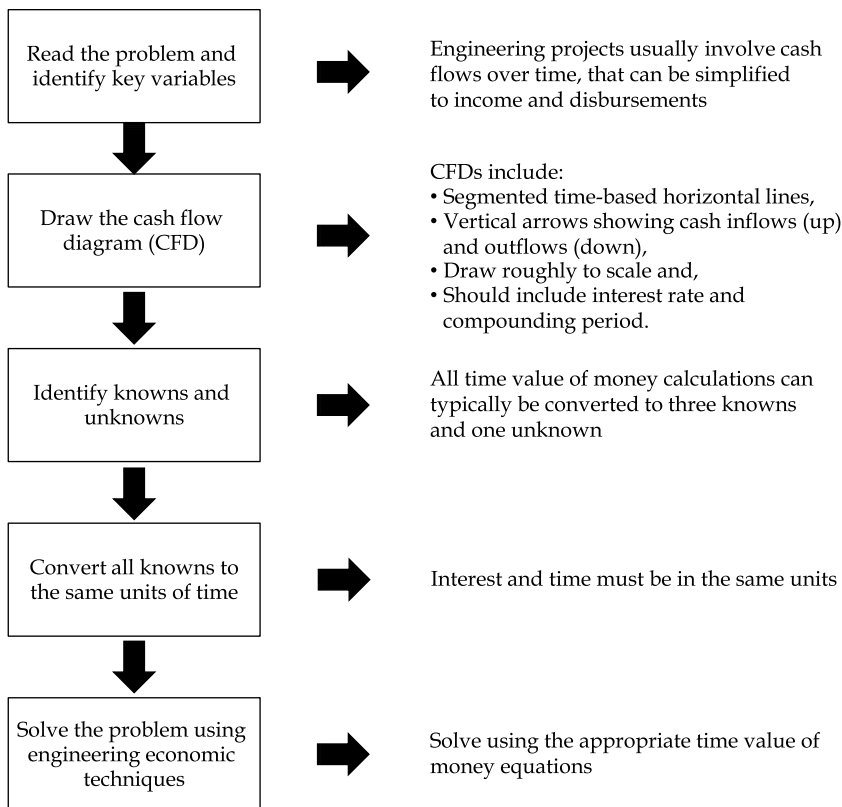 Read the problem and
identify key variables
Engineering projects usually involve cash
flows over time, that can be simplified
to income and disbursements
Draw the cash flow
diagram (CFD)
CFDs include:
• Segmented time-based horizontal lines,
• Vertical arrows showing cash inflows (up)
and outflows (down),
• Draw roughly to scale and,
• Should include interest rate and
compounding period.
Identify knowns and
unknowns
All time value of money calculations can
typically be converted to three knowns
and one unknown
Convert all knowns to
the same units of time
Interest and time must be in the same units
Solve the problem using
engineering economic
techniques
Solve using the appropriate time value of
money equations